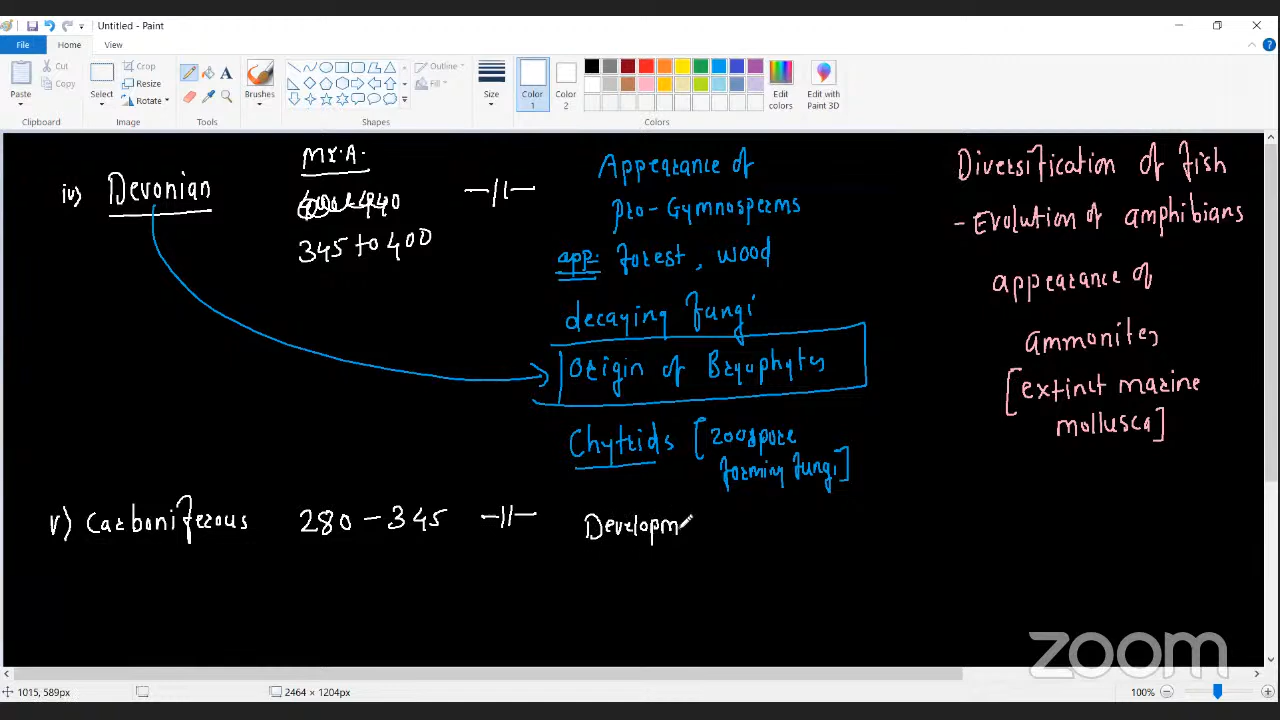 Untitled - Paint
File Home View
Paste Cut Copy
Clipboard
Select Crop Resize Rotate
Image
Tools
Brushes
Shapes
Outline
Fill
Size
Color 1
Color 2
Edit colors
Colors
Edit with Paint 3D
iv) Devonian
M.Y.A.
345 to 400
-//-
Appearance of
pro-Gymnosperms
app: forest, wood
decaying fungi
Origin of Bryophytes
Chytrids [zoospore
forming fungi]
Diversification of fish
- Evolution of amphibians
appearance of
ammonites
[extinct marine
mollusca]
v) Carboniferous 280 - 345 -//- Developm
zoom
1015, 589px
2464 × 1204px
100%